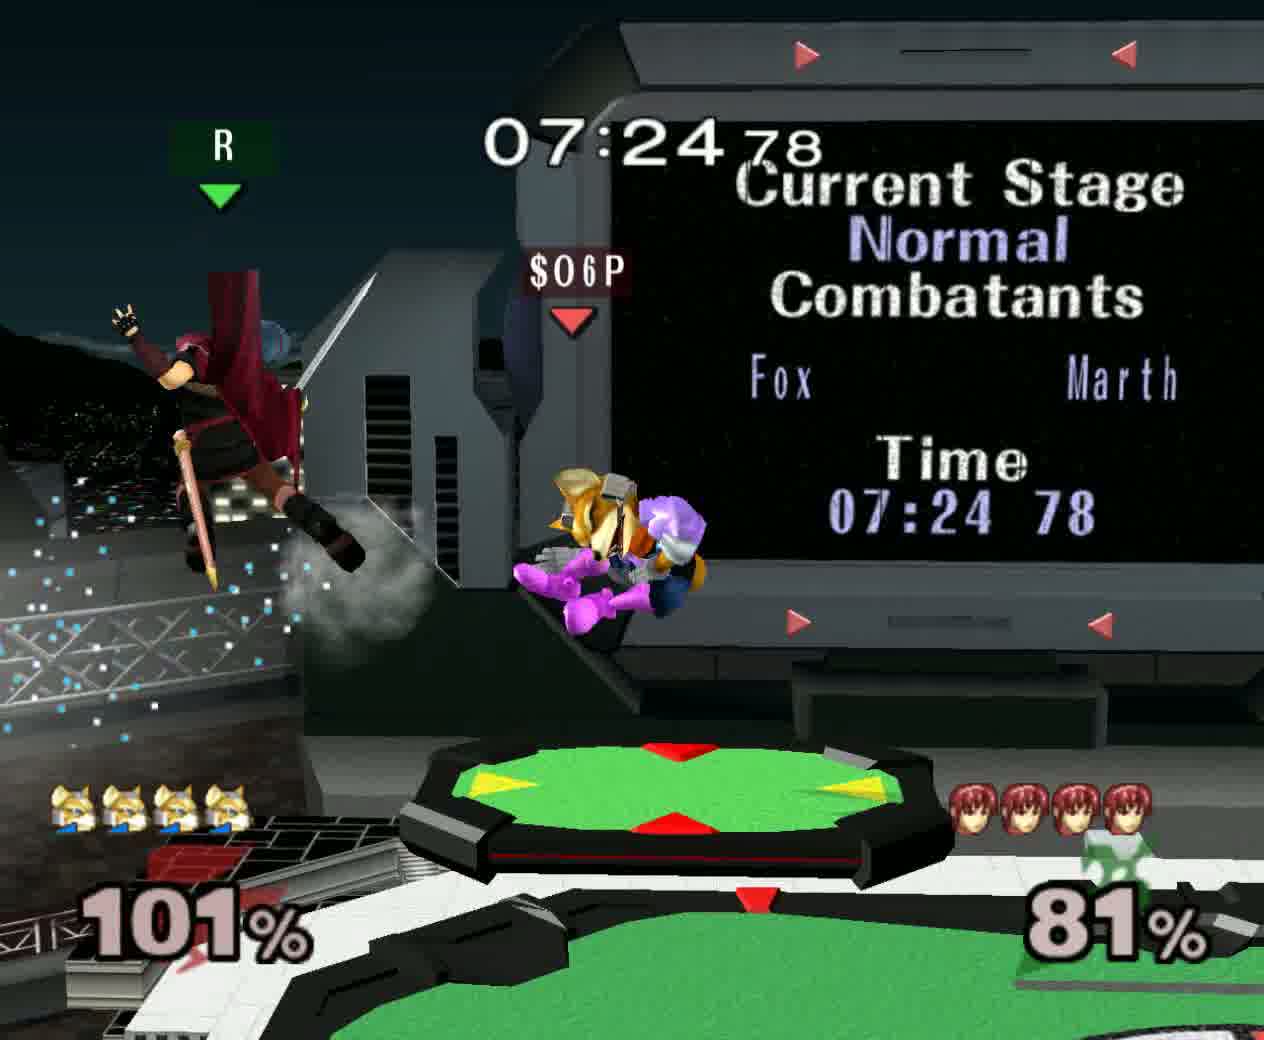 R
07:24 78
$06P
Current Stage
Normal
Combatants
Fox Marth
Time
07:24 78
101%
81%